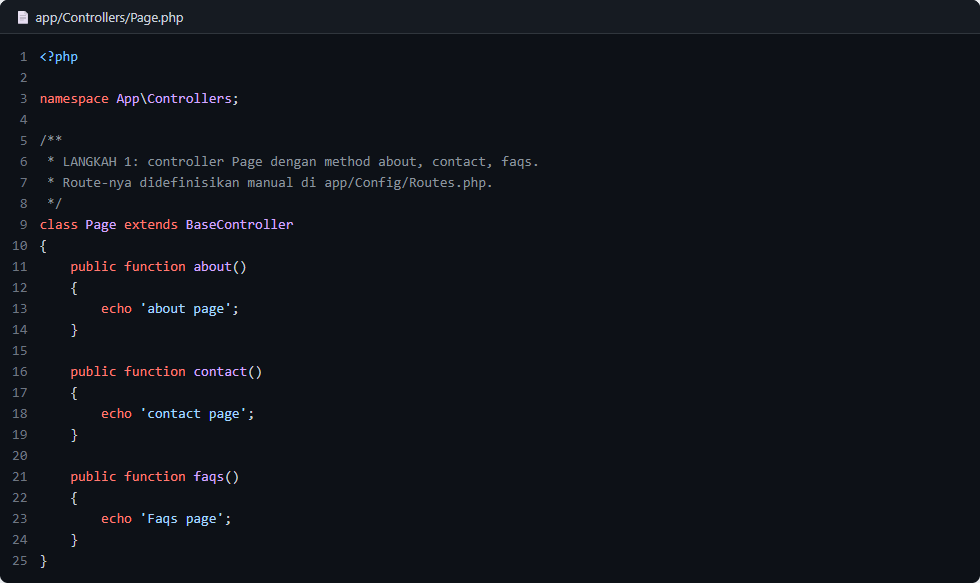 app/Controllers/Page.php
1 <?php
2
3 namespace App\Controllers;
4
5 /**
6  * LANGKAH 1: controller Page dengan method about, contact, faqs.
7  * Route-nya didefinisikan manual di app/Config/Routes.php.
8  */
9 class Page extends BaseController
10 {
11     public function about()
12     {
13         echo 'about page';
14     }
15
16     public function contact()
17     {
18         echo 'contact page';
19     }
20
21     public function faqs()
22     {
23         echo 'Faqs page';
24     }
25 }